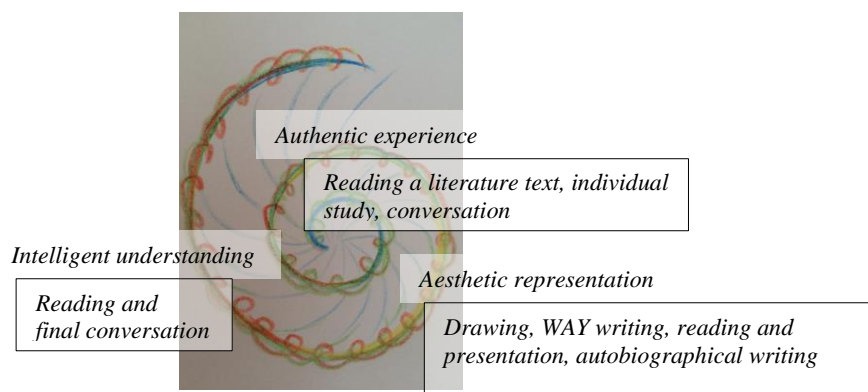 Authentic experience
Reading a literature text, individual
study, conversation
Intelligent understanding
Reading and
final conversation
Aesthetic representation
Drawing, WAY writing, reading and
presentation, autobiographical writing